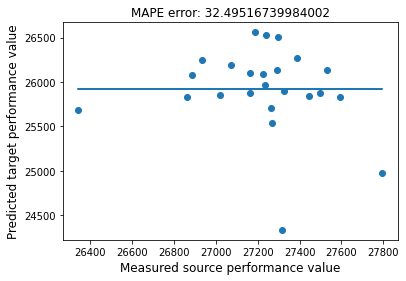 MAPE error: 32.49516739984002
Predicted target performance value
26500
26000
25500
25000
24500
26400 26600 26800 27000 27200 27400 27600 27800
Measured source performance value